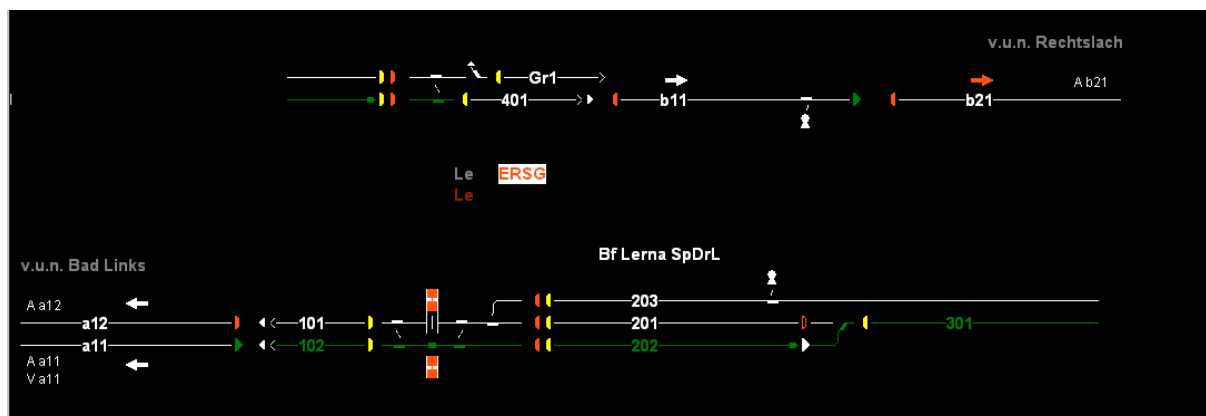 v.u.n. Rechtslach
Gr1
A b21
401
b11
b21
Le ERSG
Le
Bf Lerna SpDrL
v.u.n. Bad Links
A a12
203
a12
101
201
301
a11
102
202
A a11
V a11